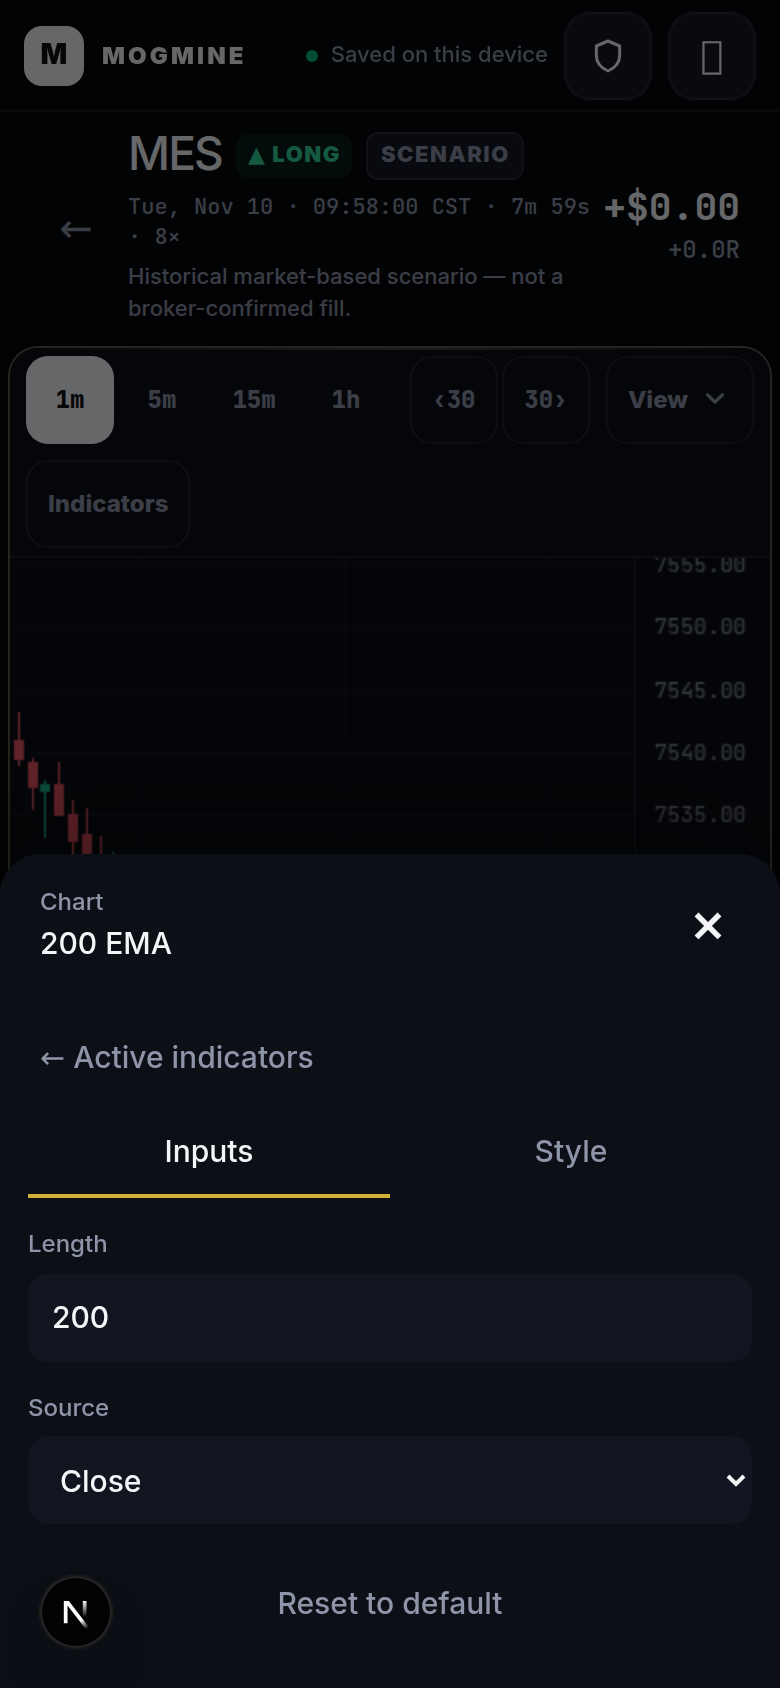 M MOGMINE Saved on this device
MES ▲ LONG SCENARIO
Tue, Nov 10 · 09:58:00 CST · 7m 59s
· 8×
+$0.00
+0.0R
Historical market-based scenario — not a
broker-confirmed fill.
1m 5m 15m 1h ‹30 30› View
Indicators
7555.00
7550.00
7545.00
7540.00
7535.00
Chart
200 EMA
← Active indicators
Inputs Style
Length
200
Source
Close
N
Reset to default